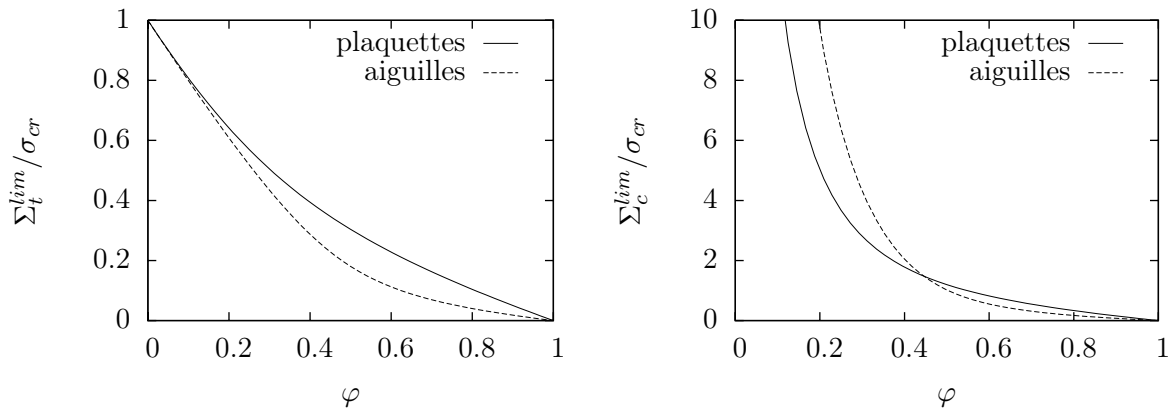 1
0.8
0.6
0.4
0.2
0
0 0.2 0.4 0.6 0.8 1
Σ_t^{lim}/σ_{cr}
φ
plaquettes
aiguilles
10
8
6
4
2
0
0 0.2 0.4 0.6 0.8 1
Σ_c^{lim}/σ_{cr}
φ
plaquettes
aiguilles